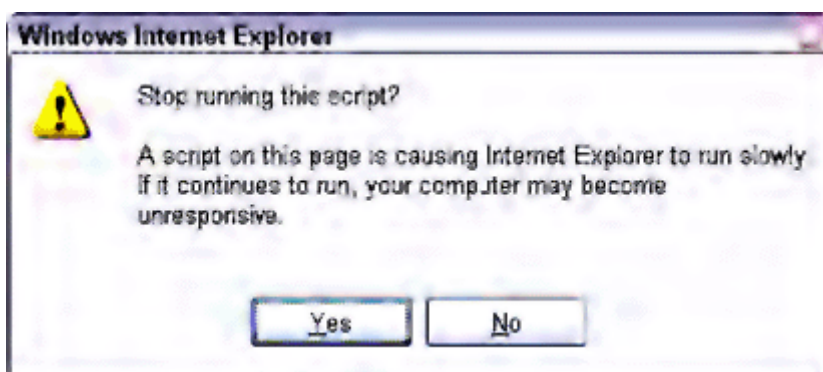 Windows Internet Explorer
Stop running this script?
A script on this page is causing Internet Explorer to run slowly
If it continues to run, your computer may become
unresponsive.
Yes
No